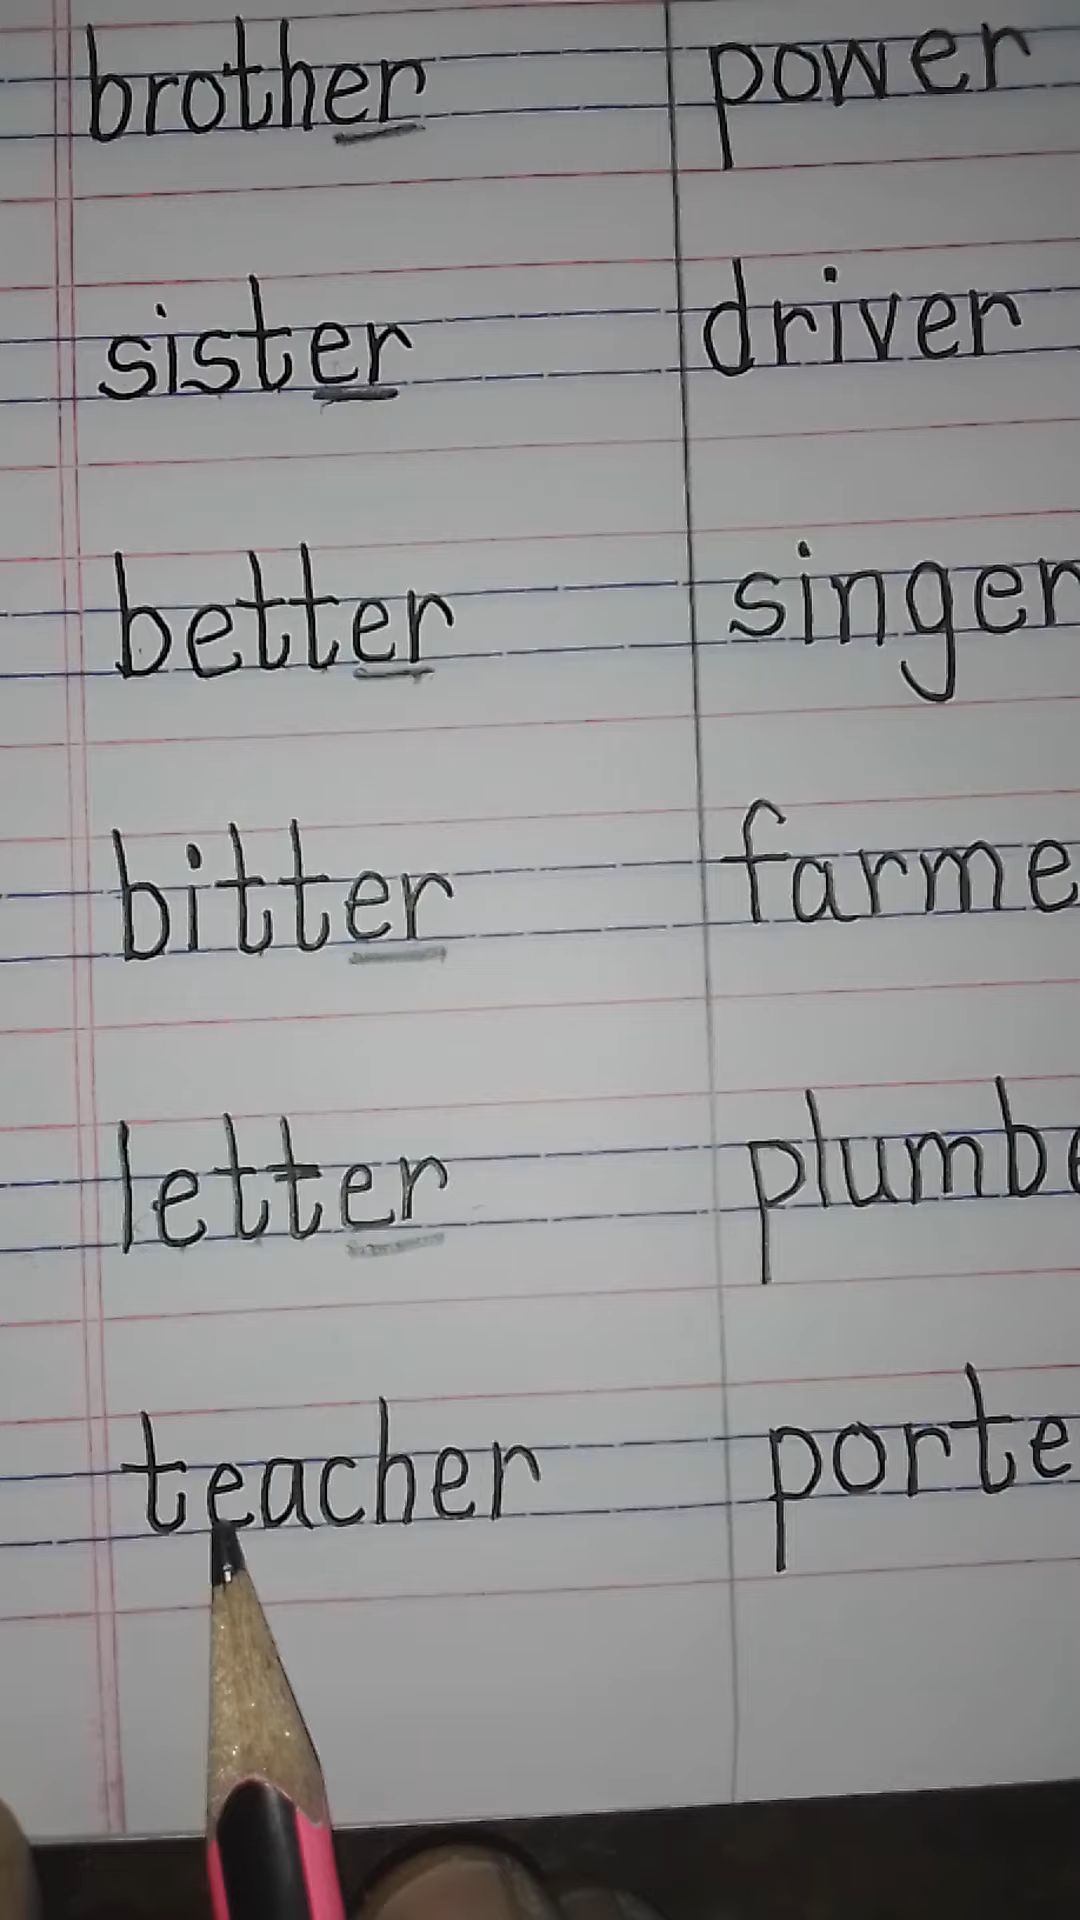 brother power
sister driver
better singer
bitter farme
letter plumbe
teacher porte